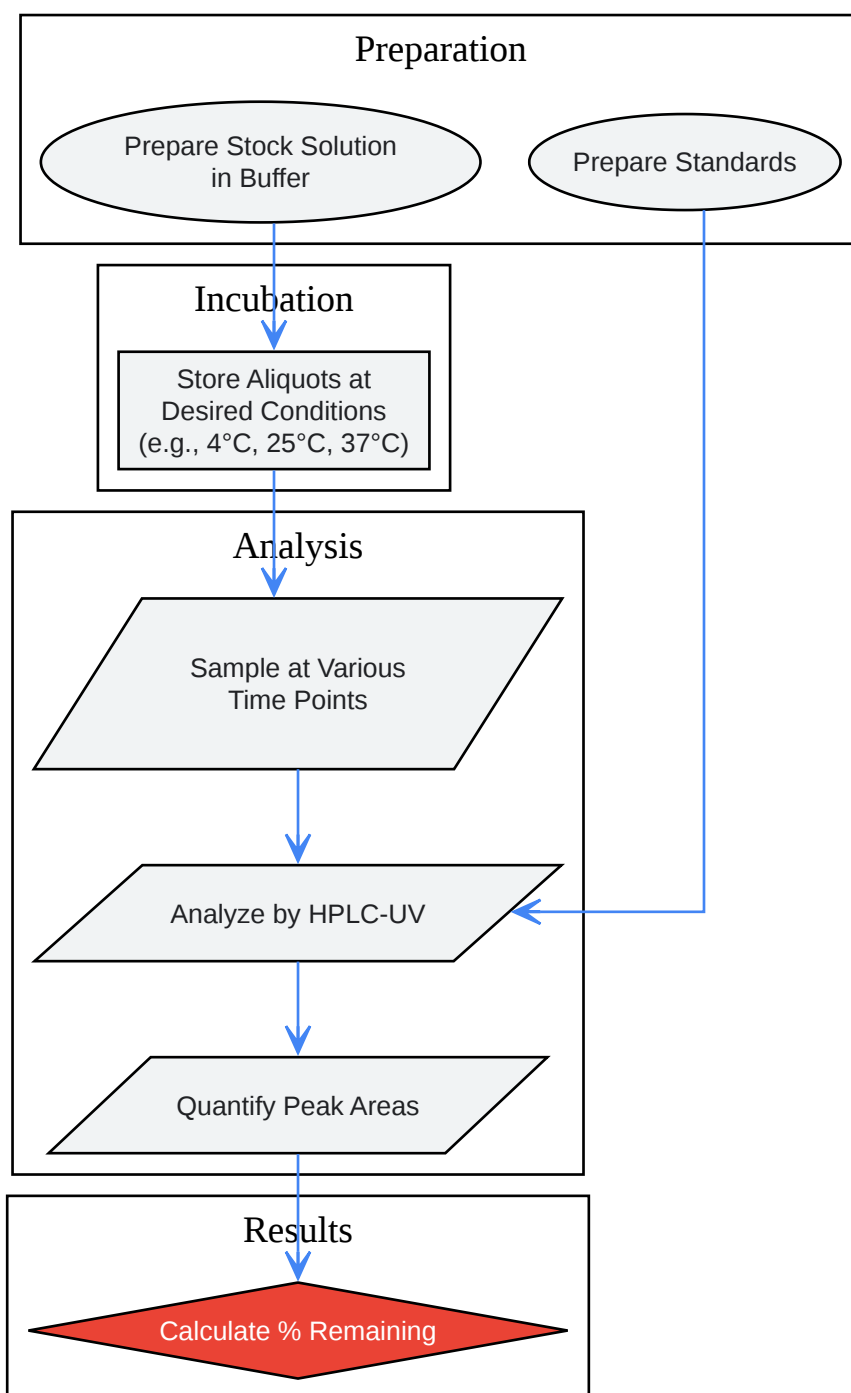 Preparation
Prepare Stock Solution
in Buffer
Prepare Standards
Incubation
Store Aliquots at
Desired Conditions
(e.g., 4°C, 25°C, 37°C)
Analysis
Sample at Various
Time Points
Analyze by HPLC-UV
Quantify Peak Areas
Results
Calculate % Remaining